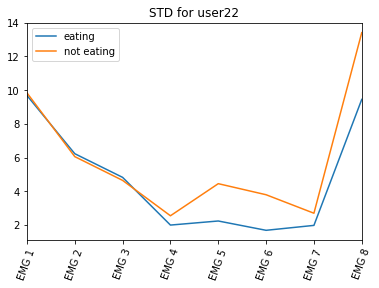 STD for user22
eating
not eating
14
12
10
8
6
4
2
EMG 1
EMG 2
EMG 3
EMG 4
EMG 5
EMG 6
EMG 7
EMG 8